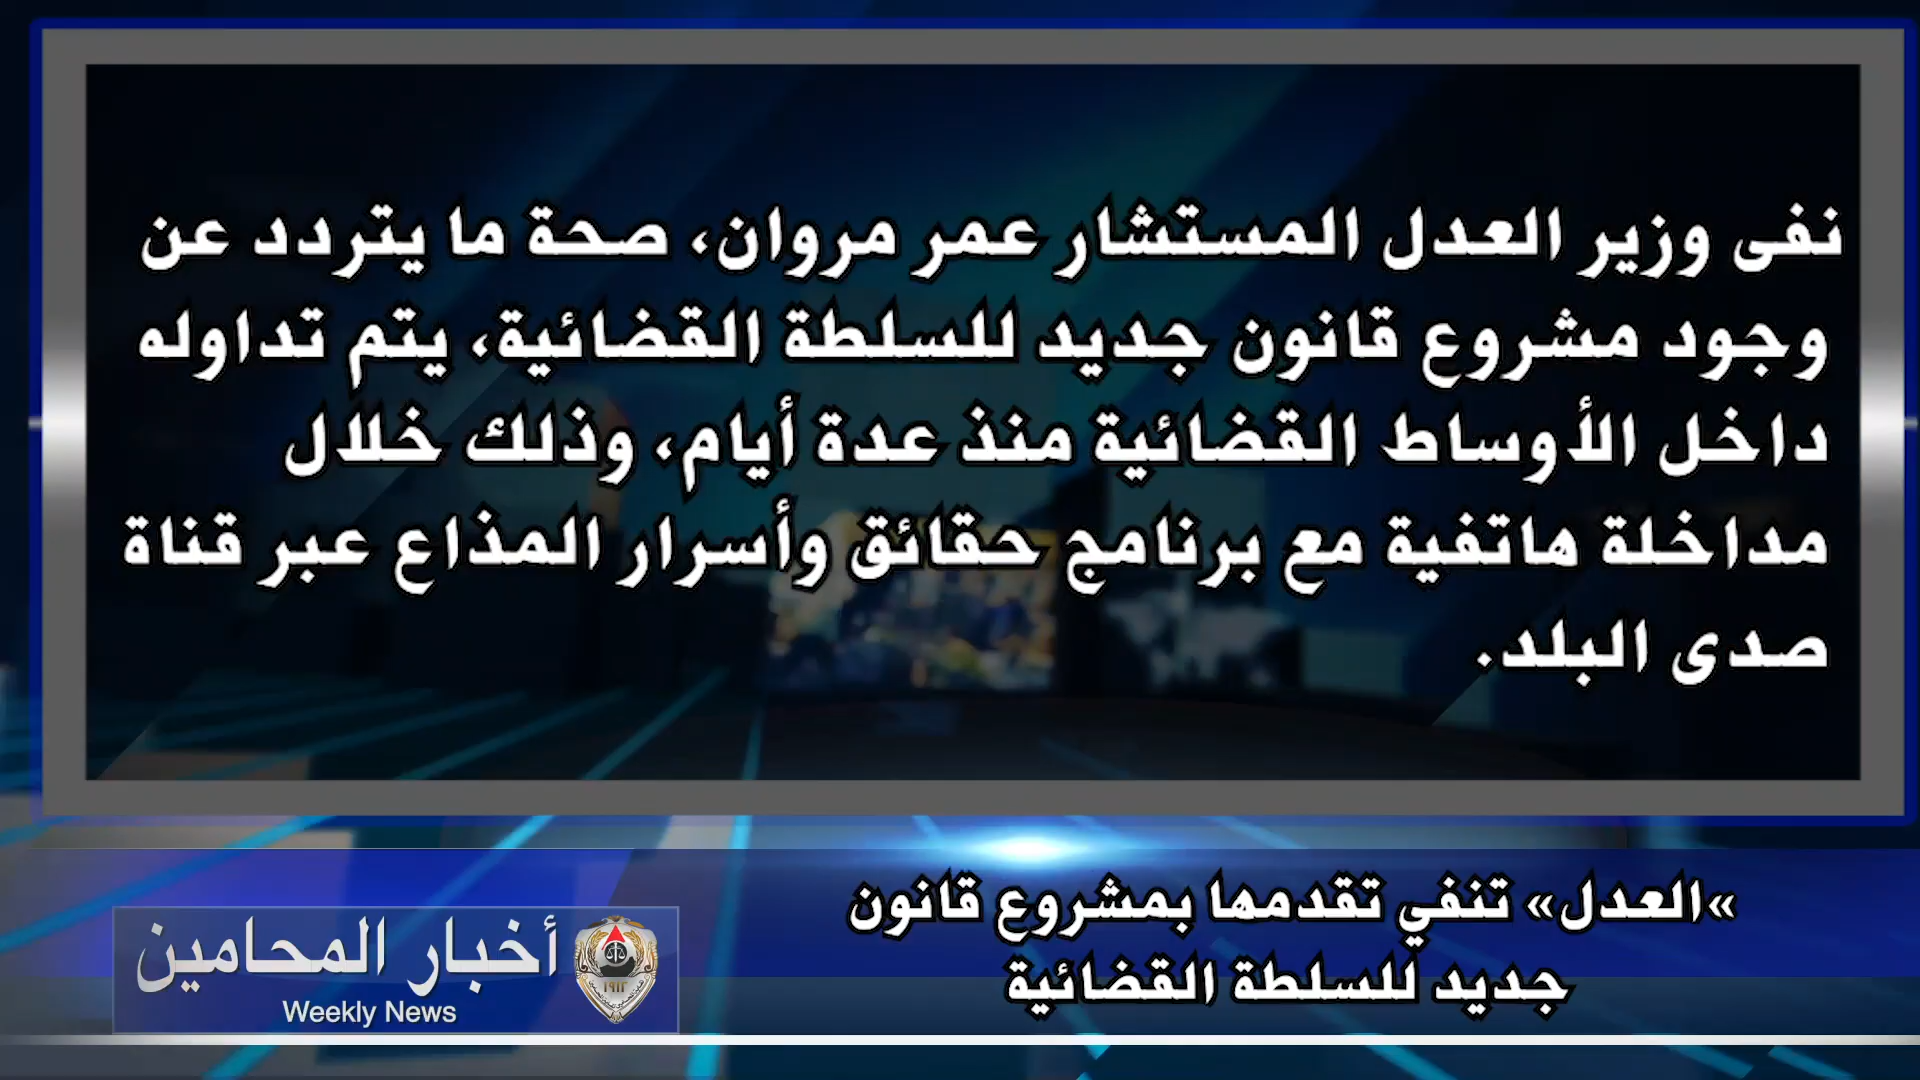 نفى وزير العدل المستشار عمر مروان، صحة ما يتردد عن
وجود مشروع قانون جديد للسلطة القضائية، يتم تداوله
داخل الأوساط القضائية منذ عدة أيام، وذلك خلال
مداخلة هاتفية مع برنامج حقائق وأسرار المذاع عبر قناة
صدى البلد.
»العدل» تنفي تقدمها بمشروع قانون
جديد للسلطة القضائية
أخبار المحامين
Weekly News
١٩١٢